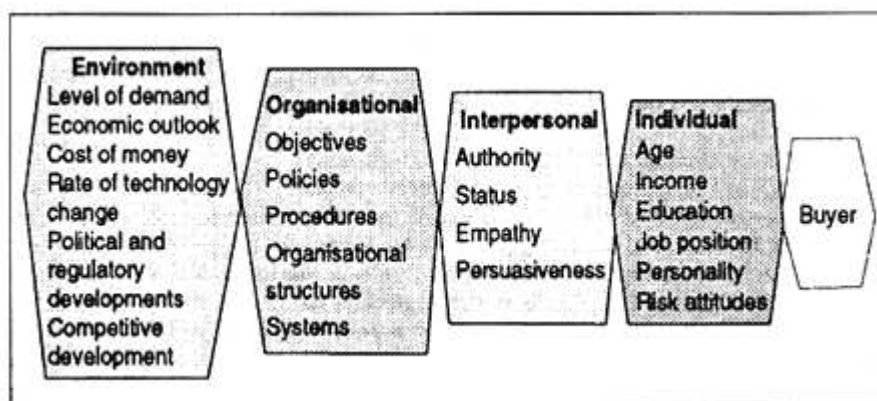 Environment
Level of demand
Economic outlook
Cost of money
Rate of technology
change
Political and
regulatory
developments
Competitive
development
Organisational
Objectives
Policies
Procedures
Organisational
structures
Systems
Interpersonal
Authority
Status
Empathy
Persuasiveness
Individual
Age
Income
Education
Job position
Personality
Risk attitudes
Buyer